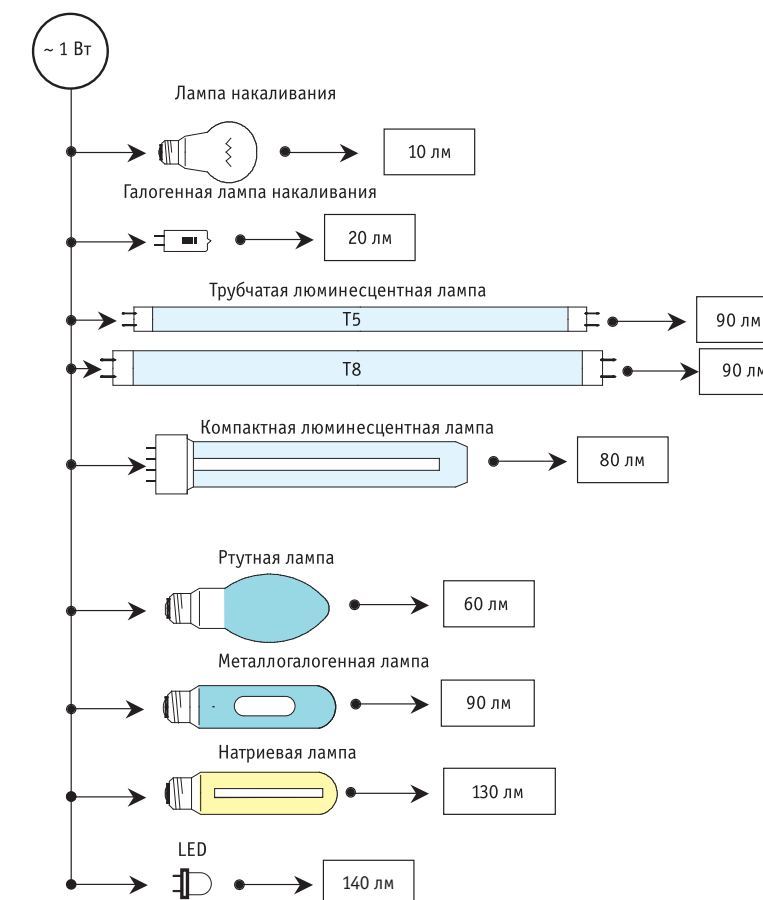 ~ 1 Вт
Лампа накаливания
10 лм
Галогенная лампа накаливания
20 лм
Трубчатая люминесцентная лампа
T5
90 лм
T8
90 лм
Компактная люминесцентная лампа
80 лм
Ртутная лампа
60 лм
Металлогалогенная лампа
90 лм
Натриевая лампа
130 лм
LED
140 лм